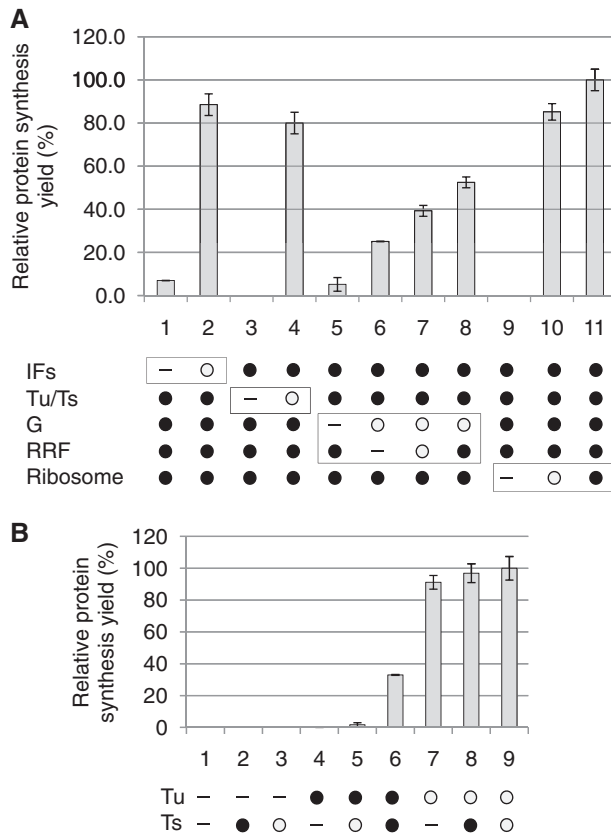 A
Relative protein synthesis
yield (%)
120.0
100.0
80.0
60.0
40.0
20.0
0.0
1 2 3 4 5 6 7 8 9 10 11
IFs – ○ ● ● ● ● ● ● ● ● ●
Tu/Ts ● ● – ○ ● ● ● ● ● ● ●
G ● ● ● ● – ○ ○ ○ ● ● ●
RRF ● ● ● ● ● – ○ ● ● ● ●
Ribosome ● ● ● ● ● ● ● ● – ○ ●
B
Relative protein
synthesis yield (%)
120
100
80
60
40
20
0
1 2 3 4 5 6 7 8 9
Tu – – – ● ● ● ○ ○ ○
Ts – ● ○ – ○ ● – ● ○